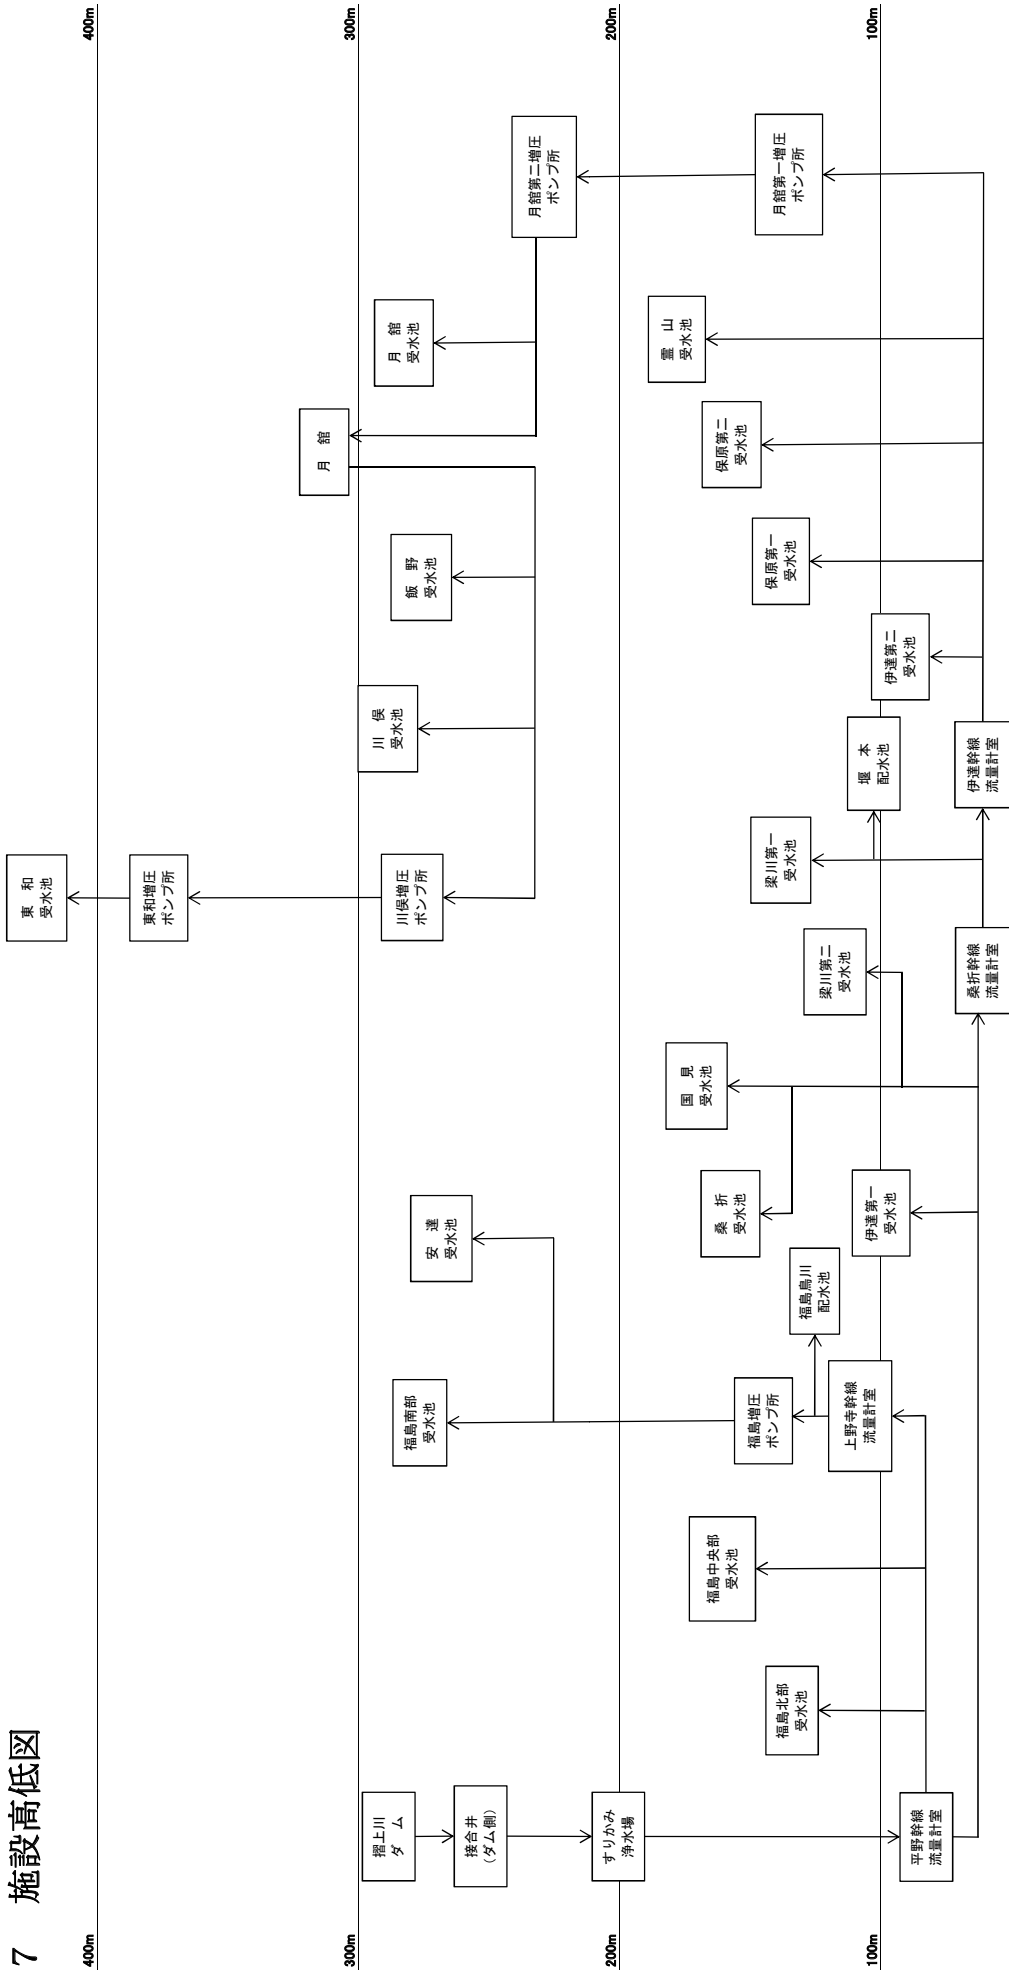 7　施設高低図
400m
300m
200m
100m
摺上川
ダ　ム
接合井
(ダム側)
すりかみ
浄水場
平野幹線
流量計室
福島北部
受水池
福島中央部
受水池
福島南部
受水池
福島増圧
ポンプ所
上野寺幹線
流量計室
福島鳥川
配水池
安　達
受水池
桑　折
受水池
伊達第一
受水池
国　見
受水池
梁川第二
受水池
桑折幹線
流量計室
東　和
受水池
東和増圧
ポンプ所
川俣増圧
ポンプ所
梁川第一
受水池
堰　本
配水池
伊達幹線
流量計室
川　俣
受水池
伊達第二
受水池
飯　野
受水池
保原第一
受水池
月　舘
保原第二
受水池
月　舘
受水池
霊　山
受水池
月舘第二増圧
ポンプ所
月舘第一増圧
ポンプ所
400m
300m
200m
100m